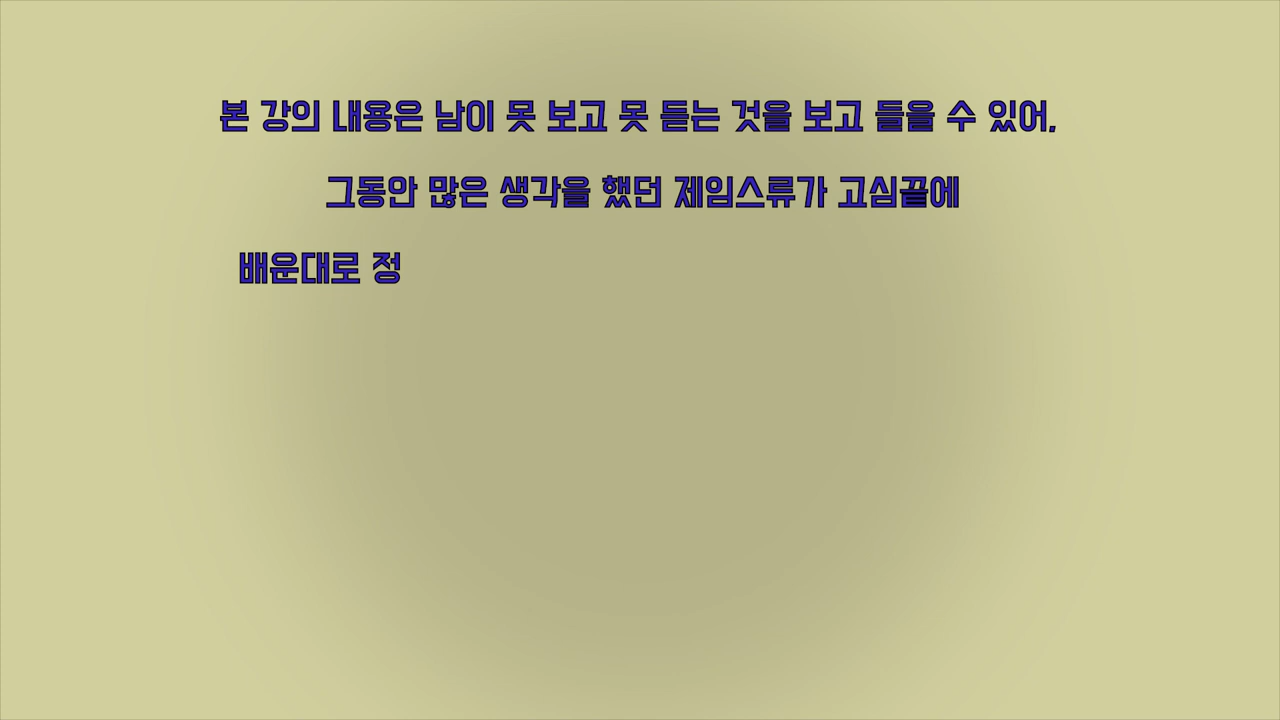 본 강의 내용은 남이 못 보고 못 듣는 것을 보고 들을 수 있어,
그동안 많은 생각을 했던 제임스류가 고심끝에
배운대로 정